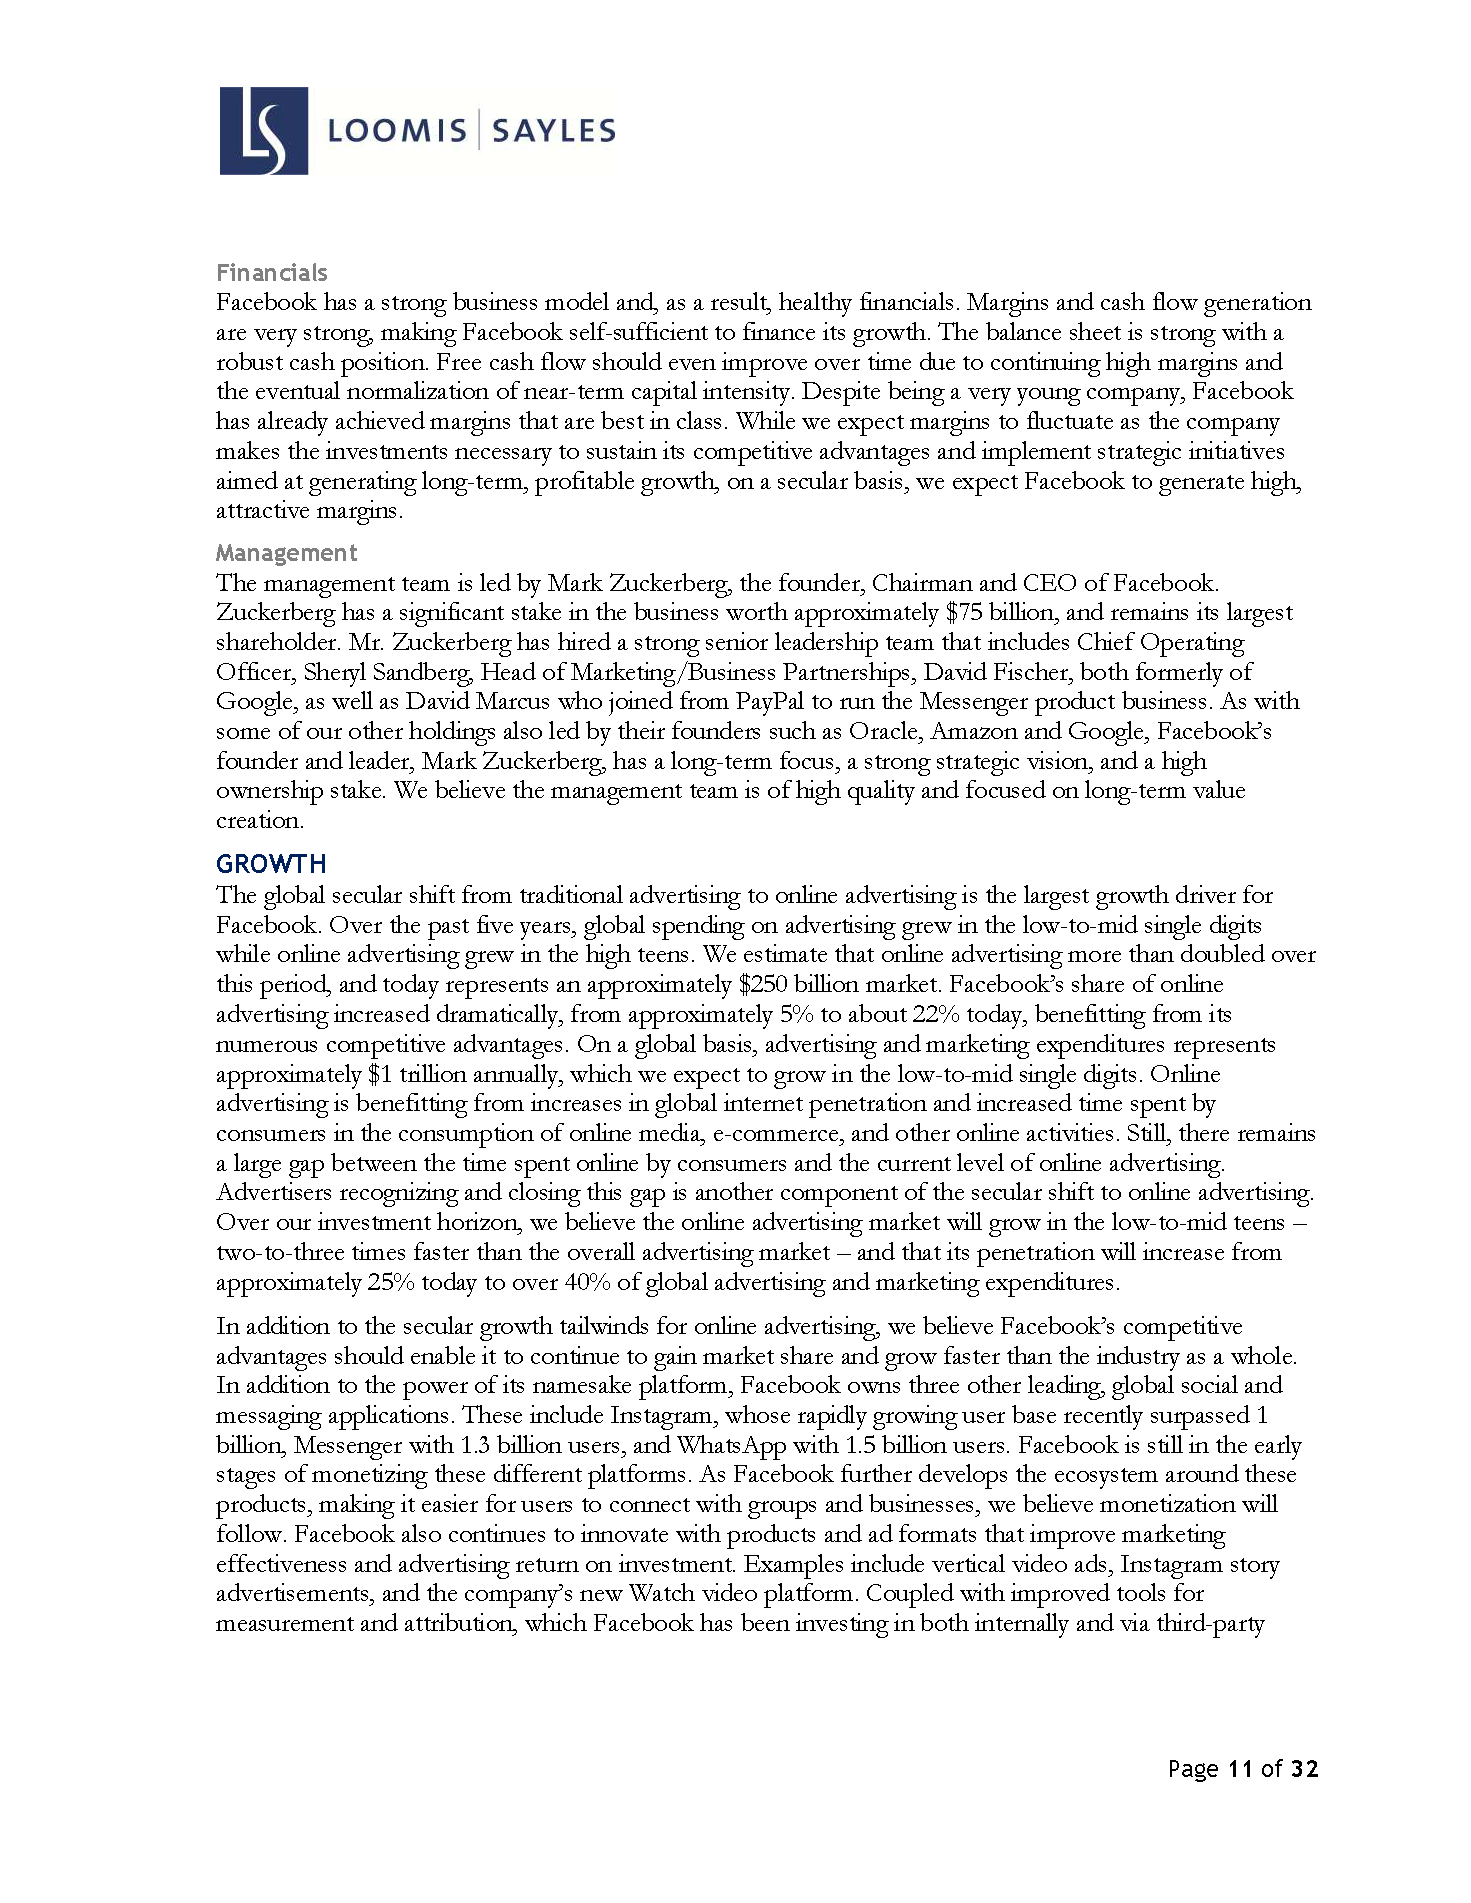 LS LOOMIS | SAYLES
Financials
Facebook has a strong business model and, as a result, healthy financials. Margins and cash flow generation
are very strong, making Facebook self-sufficient to finance its growth. The balance sheet is strong with a
robust cash position. Free cash flow should even improve over time due to continuing high margins and
the eventual normalization of near-term capital intensity. Despite being a very young company, Facebook
has already achieved margins that are best in class. While we expect margins to fluctuate as the company
makes the investments necessary to sustain its competitive advantages and implement strategic initiatives
aimed at generating long-term, profitable growth, on a secular basis, we expect Facebook to generate high,
attractive margins.
Management
The management team is led by Mark Zuckerberg, the founder, Chairman and CEO of Facebook.
Zuckerberg has a significant stake in the business worth approximately $75 billion, and remains its largest
shareholder. Mr. Zuckerberg has hired a strong senior leadership team that includes Chief Operating
Officer, Sheryl Sandberg, Head of Marketing/Business Partnerships, David Fischer, both formerly of
Google, as well as David Marcus who joined from PayPal to run the Messenger product business. As with
some of our other holdings also led by their founders such as Oracle, Amazon and Google, Facebook’s
founder and leader, Mark Zuckerberg, has a long-term focus, a strong strategic vision, and a high
ownership stake. We believe the management team is of high quality and focused on long-term value
creation.
GROWTH
The global secular shift from traditional advertising to online advertising is the largest growth driver for
Facebook. Over the past five years, global spending on advertising grew in the low-to-mid single digits
while online advertising grew in the high teens. We estimate that online advertising more than doubled over
this period, and today represents an approximately $250 billion market. Facebook’s share of online
advertising increased dramatically, from approximately 5% to about 22% today, benefitting from its
numerous competitive advantages. On a global basis, advertising and marketing expenditures represents
approximately $1 trillion annually, which we expect to grow in the low-to-mid single digits. Online
advertising is benefitting from increases in global internet penetration and increased time spent by
consumers in the consumption of online media, e-commerce, and other online activities. Still, there remains
a large gap between the time spent online by consumers and the current level of online advertising.
Advertisers recognizing and closing this gap is another component of the secular shift to online advertising.
Over our investment horizon, we believe the online advertising market will grow in the low-to-mid teens –
two-to-three times faster than the overall advertising market – and that its penetration will increase from
approximately 25% today to over 40% of global advertising and marketing expenditures.
In addition to the secular growth tailwinds for online advertising, we believe Facebook’s competitive
advantages should enable it to continue to gain market share and grow faster than the industry as a whole.
In addition to the power of its namesake platform, Facebook owns three other leading, global social and
messaging applications. These include Instagram, whose rapidly growing user base recently surpassed 1
billion, Messenger with 1.3 billion users, and WhatsApp with 1.5 billion users. Facebook is still in the early
stages of monetizing these different platforms. As Facebook further develops the ecosystem around these
products, making it easier for users to connect with groups and businesses, we believe monetization will
follow. Facebook also continues to innovate with products and ad formats that improve marketing
effectiveness and advertising return on investment. Examples include vertical video ads, Instagram story
advertisements, and the company’s new Watch video platform. Coupled with improved tools for
measurement and attribution, which Facebook has been investing in both internally and via third-party
Page 11 of 32